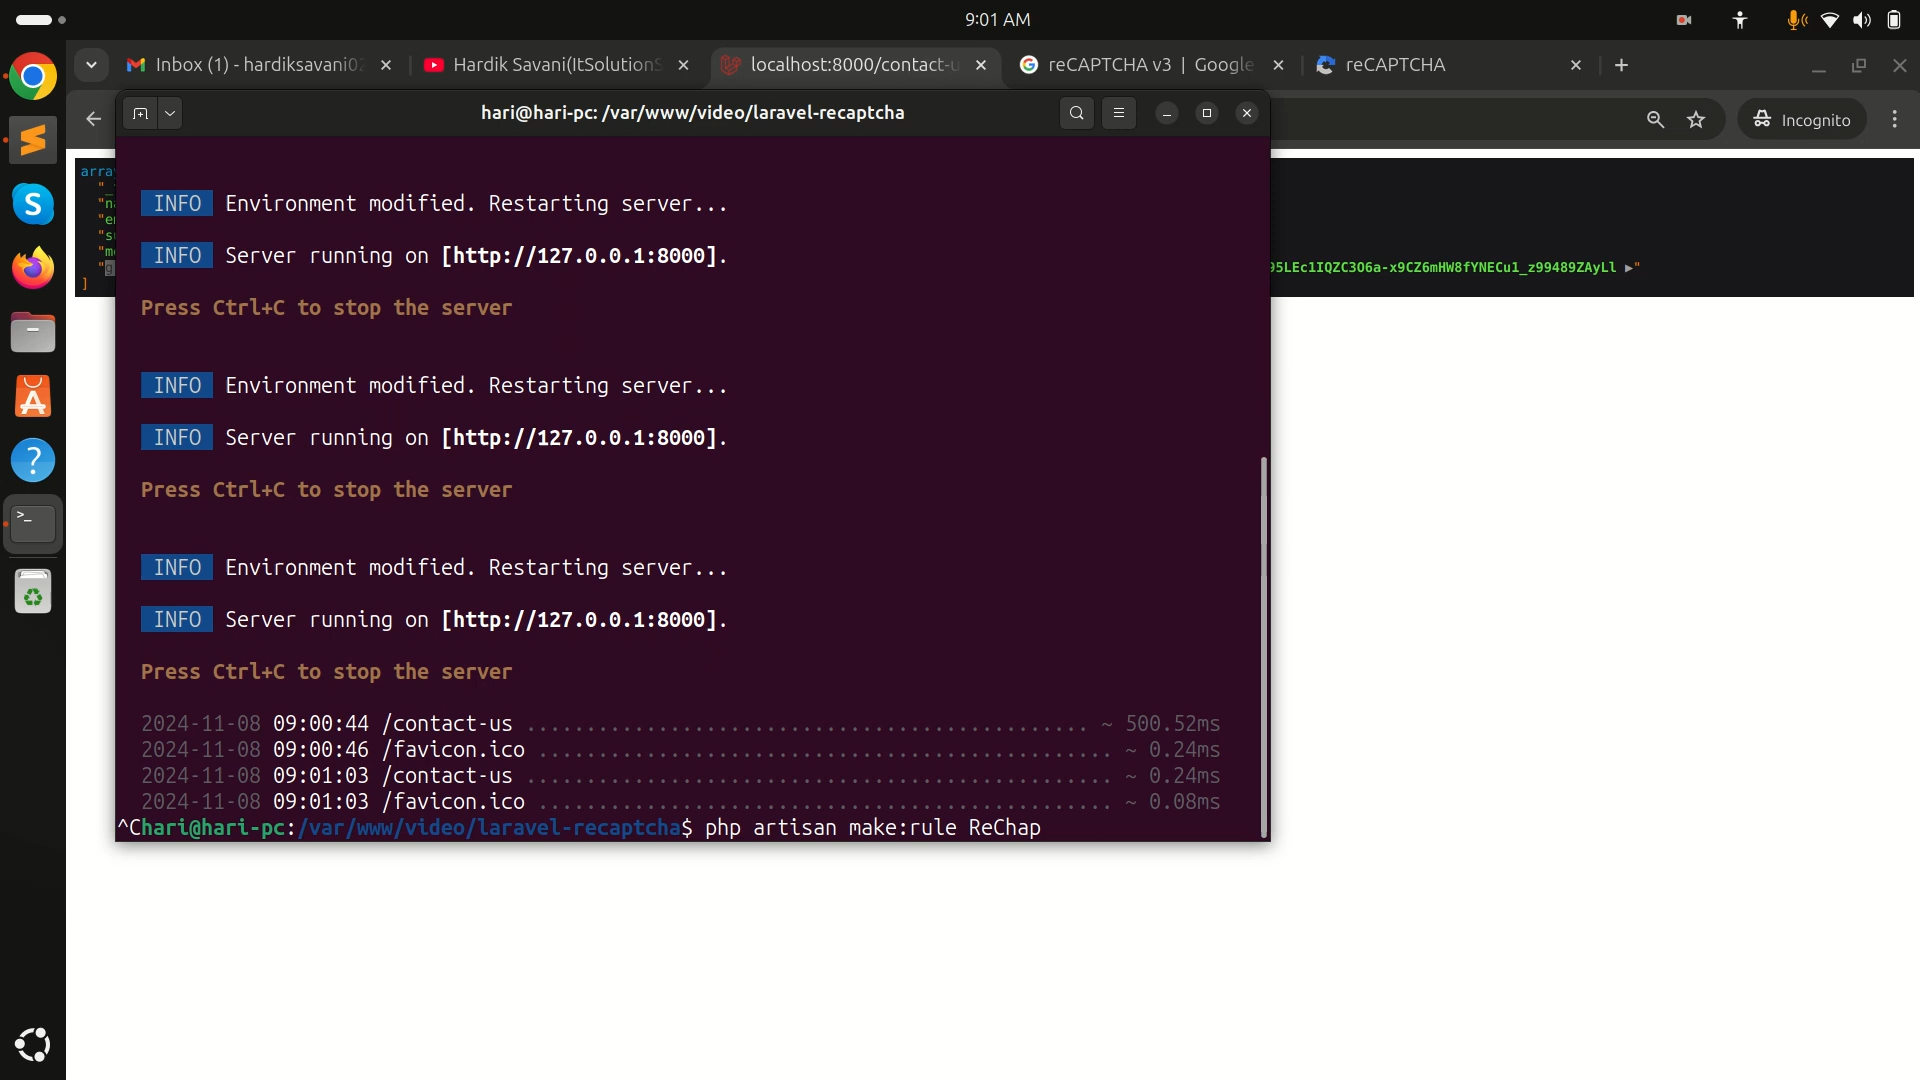 9:01 AM
Inbox (1) - hardiksavani02
Hardik Savani(ItSolutionS
localhost:8000/contact-u
reCAPTCHA v3 | Google
reCAPTCHA
hari@hari-pc: /var/www/video/laravel-recaptcha
Incognito
arra
"_
"na
"em
"su
"me
"g
95LEc1IQZC3O6a-x9CZ6mHW8fYNECu1_z99489ZAyLl ▶"
]
INFO Environment modified. Restarting server...
INFO Server running on [http://127.0.0.1:8000].
Press Ctrl+C to stop the server
INFO Environment modified. Restarting server...
INFO Server running on [http://127.0.0.1:8000].
Press Ctrl+C to stop the server
INFO Environment modified. Restarting server...
INFO Server running on [http://127.0.0.1:8000].
Press Ctrl+C to stop the server
2024-11-08 09:00:44 /contact-us ............................................... ~ 500.52ms
2024-11-08 09:00:46 /favicon.ico ................................................ ~ 0.24ms
2024-11-08 09:01:03 /contact-us ................................................. ~ 0.24ms
2024-11-08 09:01:03 /favicon.ico ................................................ ~ 0.08ms
^Chari@hari-pc:/var/www/video/laravel-recaptcha$ php artisan make:rule ReChap